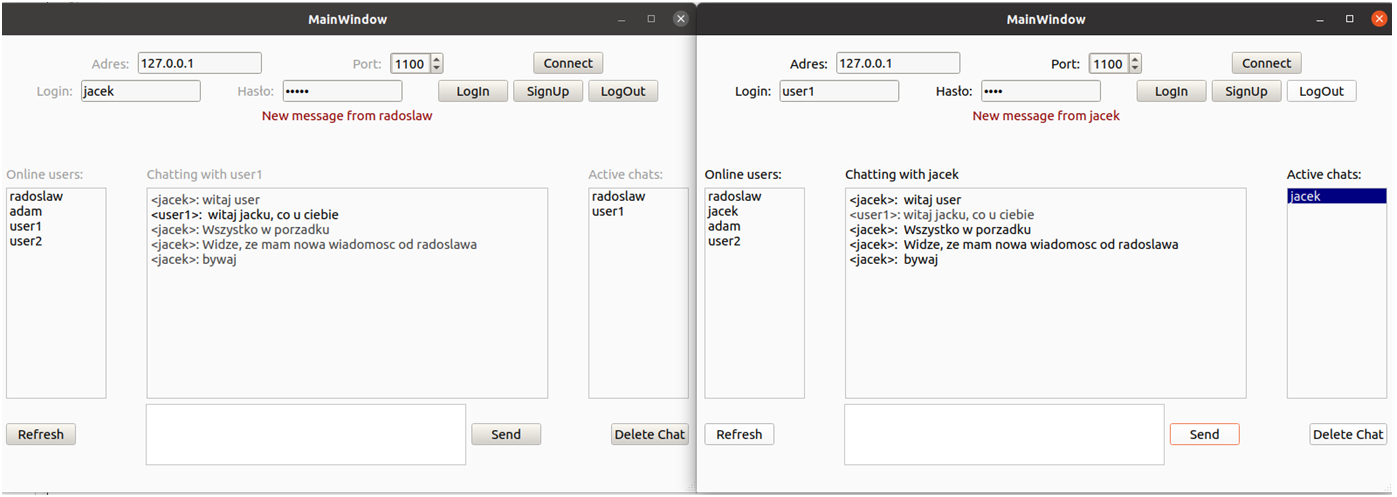 MainWindow
Adres: 127.0.0.1 Port: 1100 Connect
Login: jacek Hasło: ••••• LogIn SignUp LogOut
New message from radoslaw
Online users: Chatting with user1 Active chats:
radoslaw
adam
user1
user2
<jacek>: witaj user
<user1>: witaj jacku, co u ciebie
<jacek>: Wszystko w porzadku
<jacek>: Widze, ze mam nowa wiadomosc od radoslawa
<jacek>: bywaj
radoslaw
user1
Refresh Send Delete Chat
MainWindow
Adres: 127.0.0.1 Port: 1100 Connect
Login: user1 Hasło: •••• LogIn SignUp LogOut
New message from jacek
Online users: Chatting with jacek Active chats:
radoslaw
jacek
adam
user2
<jacek>: witaj user
<user1>: witaj jacku, co u ciebie
<jacek>: Wszystko w porzadku
<jacek>: Widze, ze mam nowa wiadomosc od radoslawa
<jacek>: bywaj
jacek
Refresh Send Delete Chat